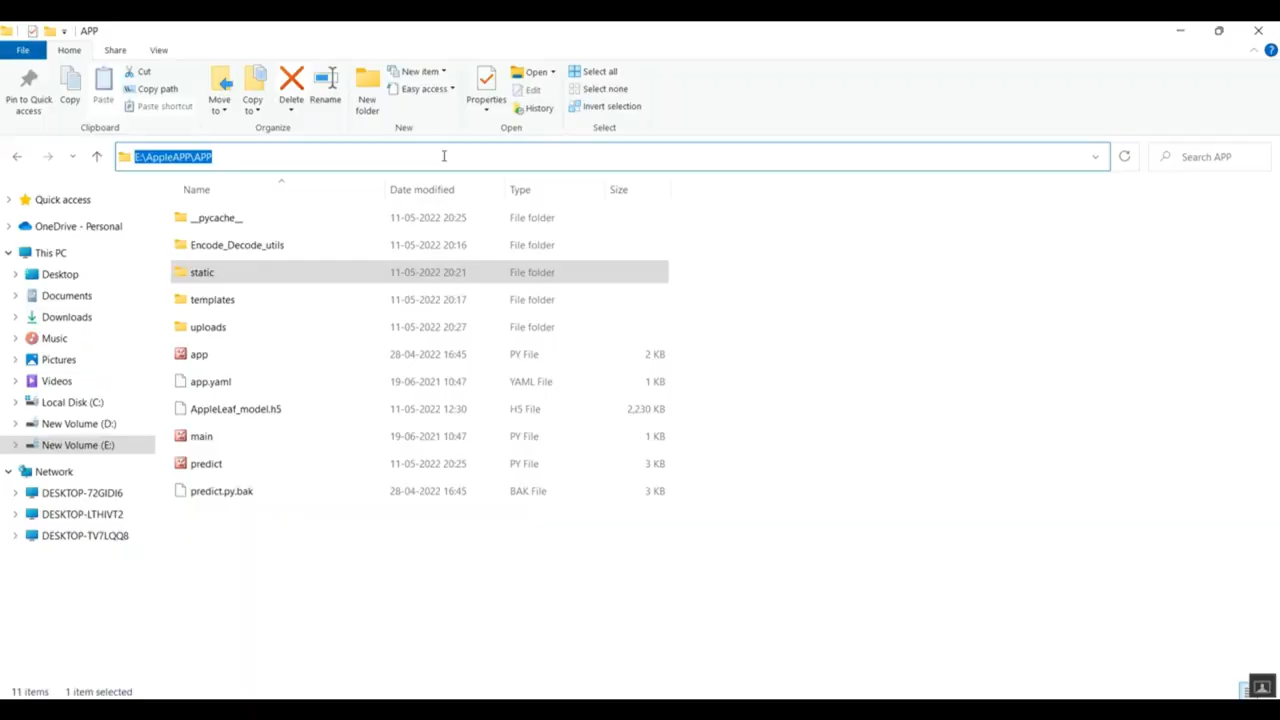 APP
File Home Share View
Pin to Quick access
Copy
Paste
Cut
Copy path
Paste shortcut
Clipboard
Move to
Copy to
Delete
Rename
Organize
New folder
New item
Easy access
New
Properties
Open
Edit
History
Open
Select all
Select none
Invert selection
Select
E:\AppleAPP\APP
Search APP
Quick access
OneDrive - Personal
This PC
Desktop
Documents
Downloads
Music
Pictures
Videos
Local Disk (C:)
New Volume (D:)
New Volume (E:)
Network
DESKTOP-72GIDI6
DESKTOP-LTHIVT2
DESKTOP-TV7LQQ8
Name Date modified Type Size
__pycache__ 11-05-2022 20:25 File folder
Encode_Decode_utils 11-05-2022 20:16 File folder
static 11-05-2022 20:21 File folder
templates 11-05-2022 20:17 File folder
uploads 11-05-2022 20:27 File folder
app 28-04-2022 16:45 PY File 2 KB
app.yaml 19-06-2021 10:47 YAML File 1 KB
AppleLeaf_model.h5 11-05-2022 12:30 H5 File 2,230 KB
main 19-06-2021 10:47 PY File 1 KB
predict 11-05-2022 20:25 PY File 3 KB
predict.py.bak 28-04-2022 16:45 BAK File 3 KB
11 items 1 item selected